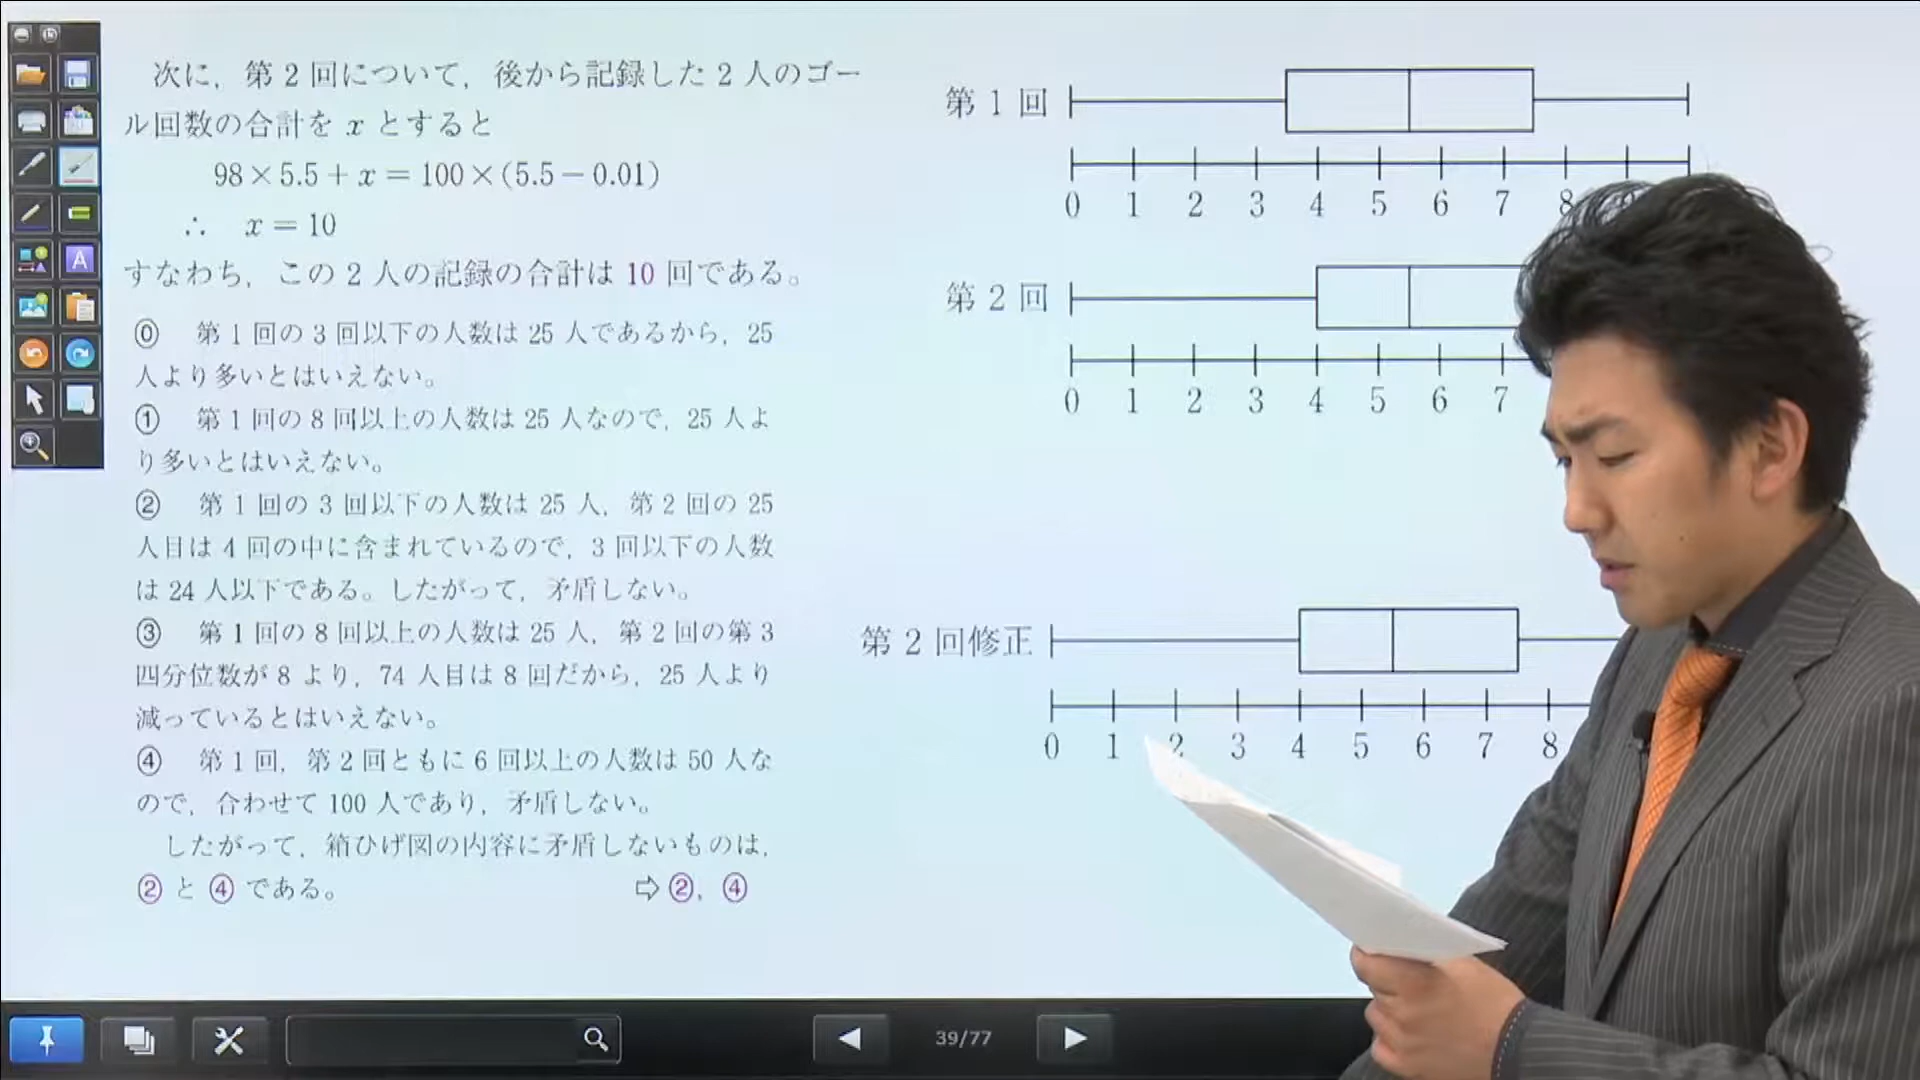 次に，第 2 回について，後から記録した 2 人のゴー
ル回数の合計を x とすると
98×5.5＋x＝100×(5.5－0.01)
∴ x＝10
すなわち，この 2 人の記録の合計は 10 回である。
⓪ 第 1 回の 3 回以下の人数は 25 人であるから，25
人より多いとはいえない。
① 第 1 回の 8 回以上の人数は 25 人なので，25 人よ
り多いとはいえない。
② 第 1 回の 3 回以下の人数は 25 人，第 2 回の 25
人目は 4 回の中に含まれているので，3 回以下の人数
は 24 人以下である。したがって，矛盾しない。
③ 第 1 回の 8 回以上の人数は 25 人，第 2 回の第 3
四分位数が 8 より，74 人目は 8 回だから，25 人より
減っているとはいえない。
④ 第 1 回，第 2 回ともに 6 回以上の人数は 50 人な
ので，合わせて 100 人であり，矛盾しない。
したがって，箱ひげ図の内容に矛盾しないものは，
② と ④ である。 ⇨ ②，④
第 1 回
0 1 2 3 4 5 6 7 8
第 2 回
0 1 2 3 4 5 6 7
第 2 回修正
0 1 2 3 4 5 6 7 8
A
39/77